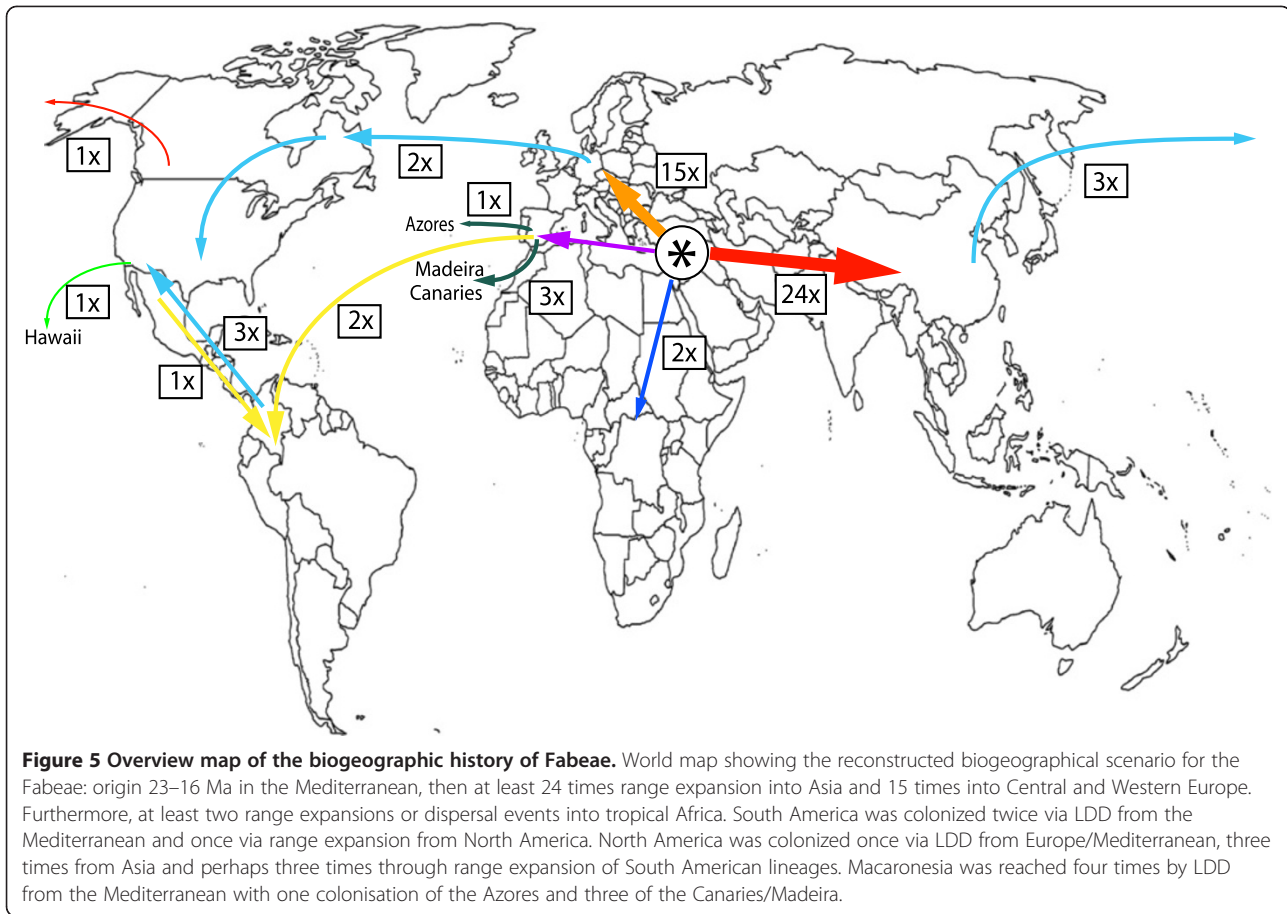 1x
2x
15x
3x
1x
Azores
*
Madeira
Canaries
3x
24x
1x
Hawaii
3x
2x
2x
1x
Figure 5 Overview map of the biogeographic history of Fabeae. World map showing the reconstructed biogeographical scenario for the
Fabeae: origin 23–16 Ma in the Mediterranean, then at least 24 times range expansion into Asia and 15 times into Central and Western Europe.
Furthermore, at least two range expansions or dispersal events into tropical Africa. South America was colonized twice via LDD from the
Mediterranean and once via range expansion from North America. North America was colonized once via LDD from Europe/Mediterranean, three
times from Asia and perhaps three times through range expansion of South American lineages. Macaronesia was reached four times by LDD
from the Mediterranean with one colonisation of the Azores and three of the Canaries/Madeira.